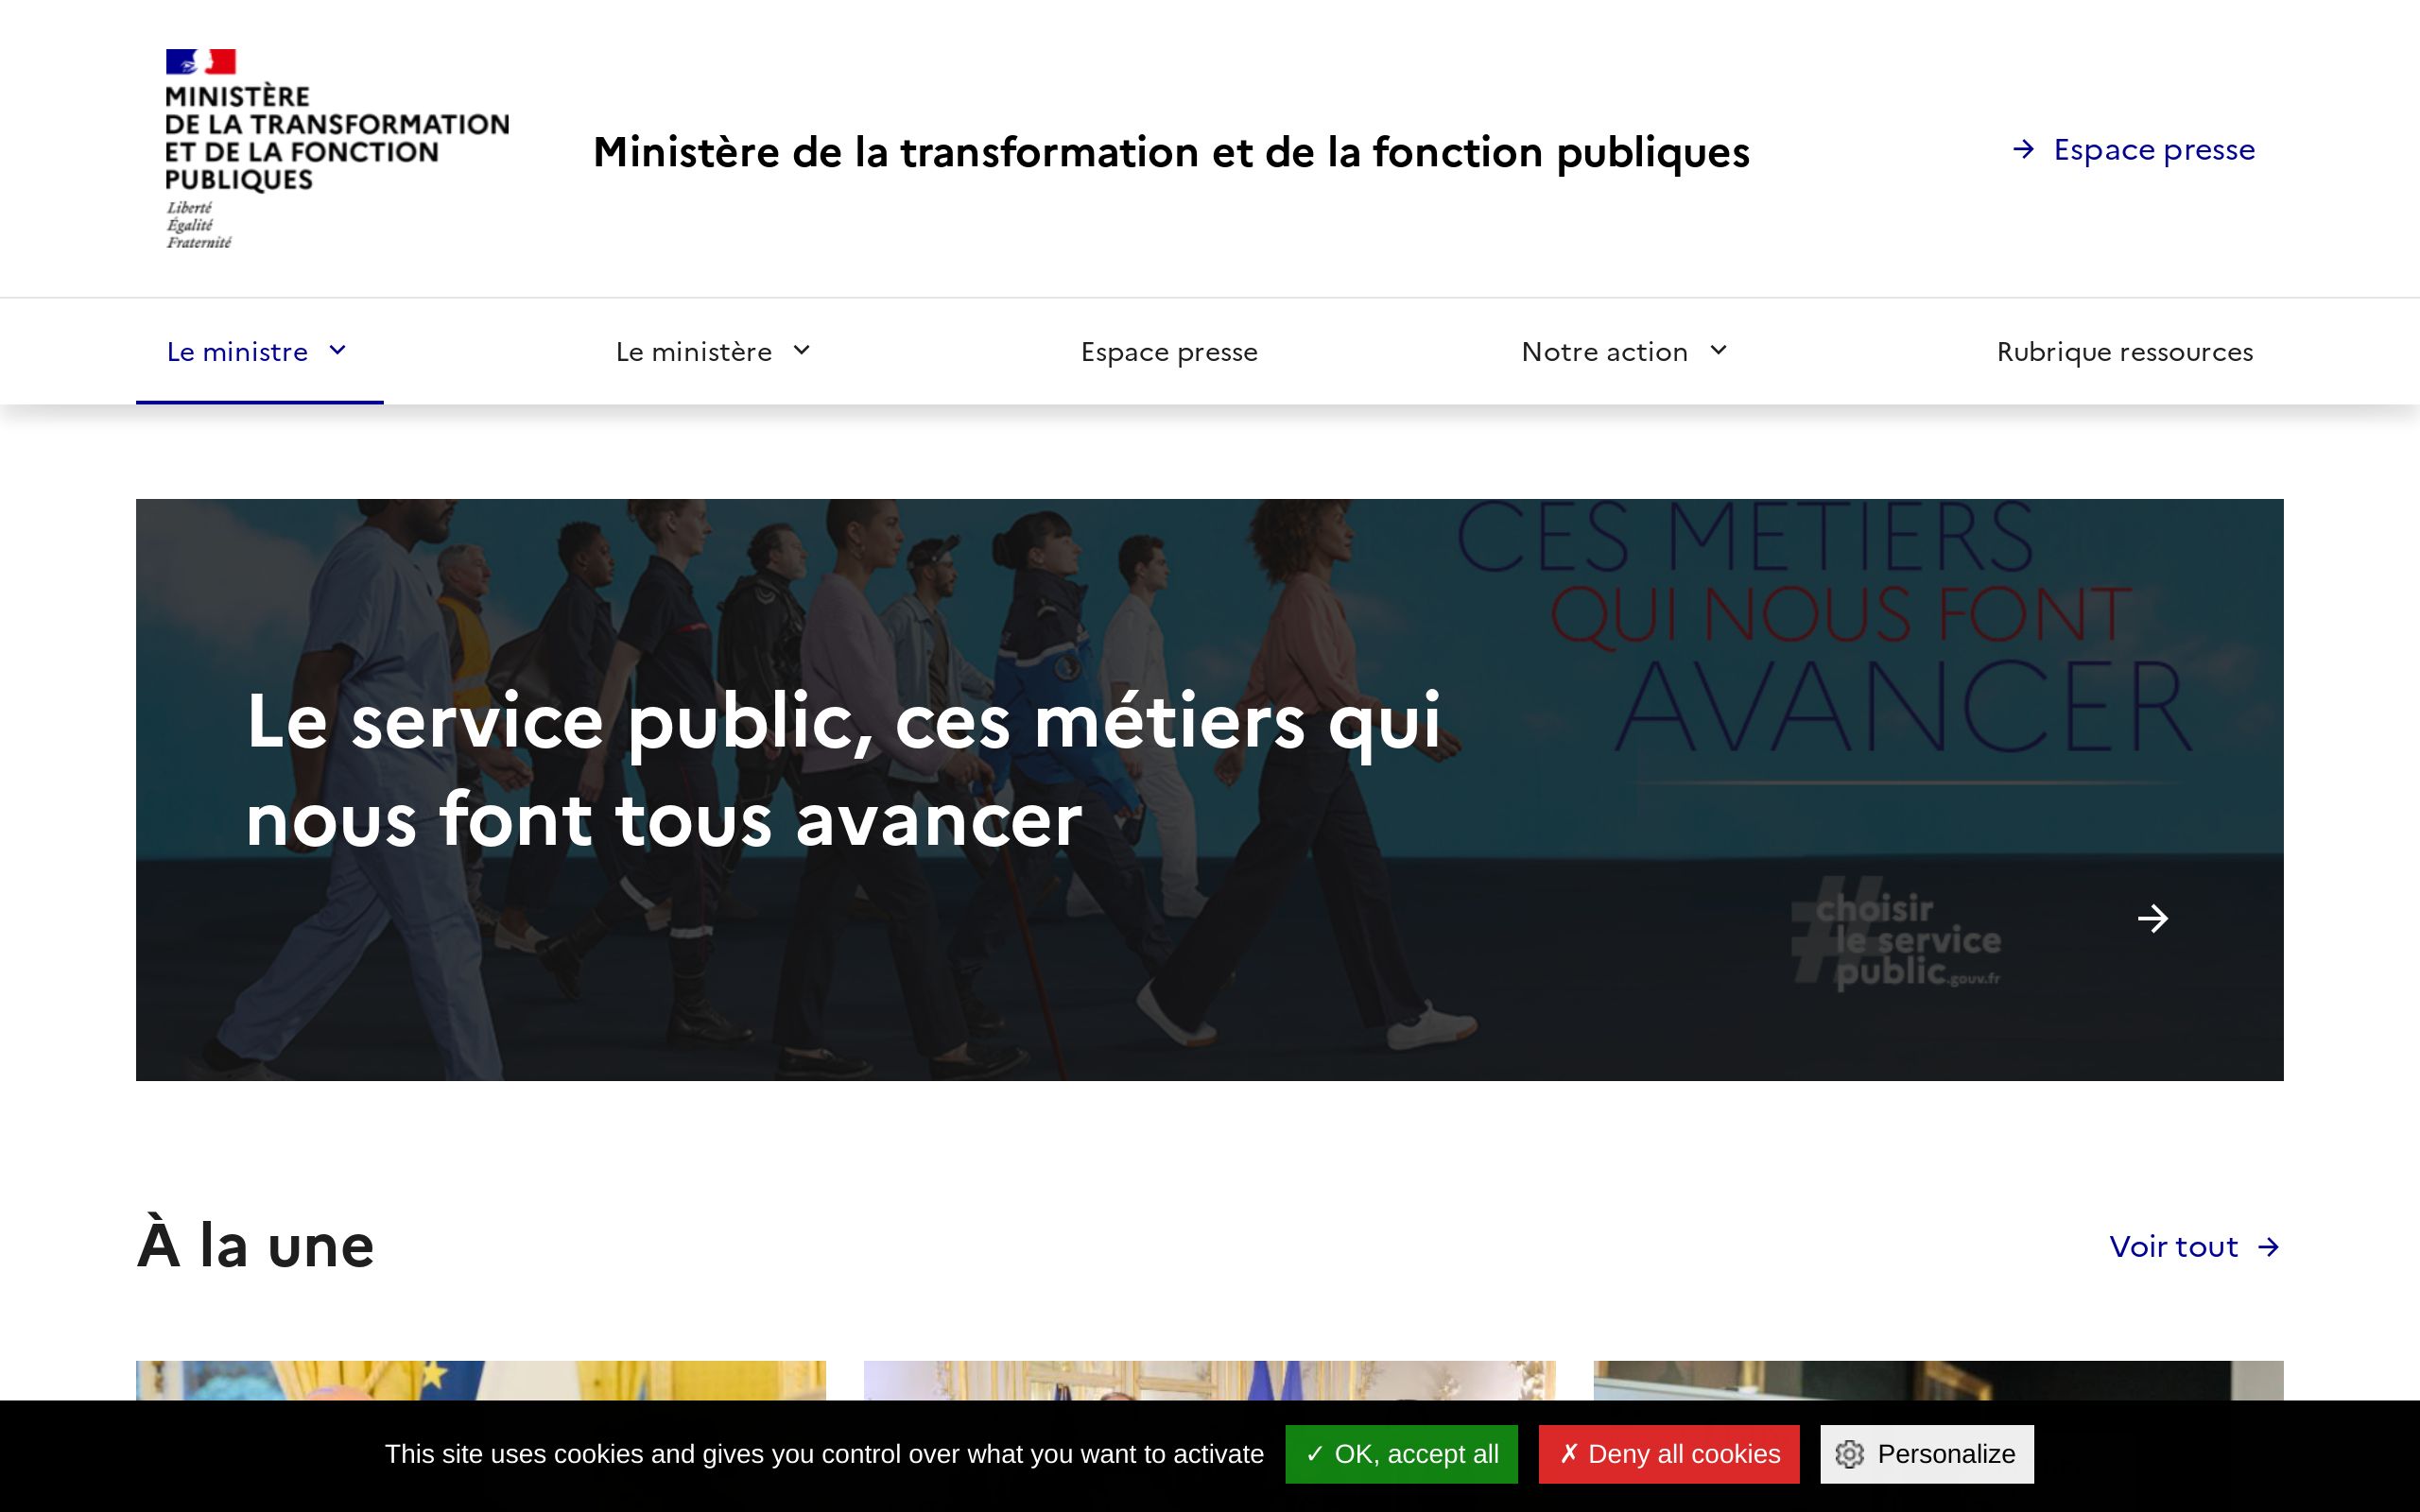 MINISTÈRE
DE LA TRANSFORMATION
ET DE LA FONCTION
PUBLIQUES
Liberté
Égalité
Fraternité
Ministère de la transformation et de la fonction publiques
Espace presse
Le ministre
Le ministère
Espace presse
Notre action
Rubrique ressources
CES MÉTIERS
QUI NOUS FONT
AVANCER
Le service public, ces métiers qui
nous font tous avancer
#choisir
le service
public.gouv.fr
À la une
Voir tout
This site uses cookies and gives you control over what you want to activate
✓ OK, accept all
✗ Deny all cookies
Personalize